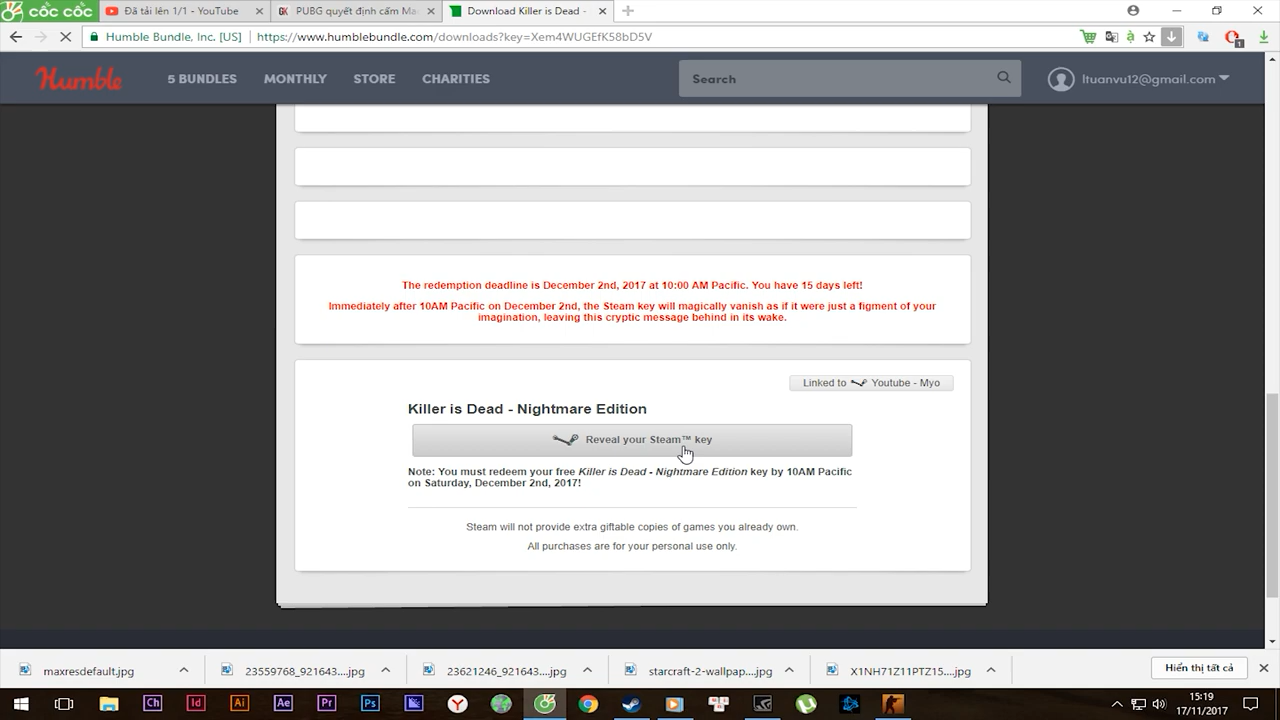 cốc cốc
Đã tải lên 1/1 - YouTube
GK
PUBG quyết định cấm Ma
Download Killer is Dead -
Humble Bundle, Inc. [US]
https://www.humblebundle.com/downloads?key=Xem4WUGEfK58bD5V
à
1
Humble
5 BUNDLES
MONTHLY
STORE
CHARITIES
Search
ltuanvu12@gmail.com
The redemption deadline is December 2nd, 2017 at 10:00 AM Pacific. You have 15 days left!
Immediately after 10AM Pacific on December 2nd, the Steam key will magically vanish as if it were just a figment of your
imagination, leaving this cryptic message behind in its wake.
Linked to Youtube - Myo
Killer is Dead - Nightmare Edition
Reveal your Steam™ key
Note: You must redeem your free Killer is Dead - Nightmare Edition key by 10AM Pacific
on Saturday, December 2nd, 2017!
Steam will not provide extra giftable copies of games you already own.
All purchases are for your personal use only.
maxresdefault.jpg
23559768_921643....jpg
23621246_921643....jpg
starcraft-2-wallpap....jpg
X1NH71Z11PTZ15....jpg
Hiển thị tất cả
Ch
Id
Ai
Ae
Pr
Ps
15:19
17/11/2017